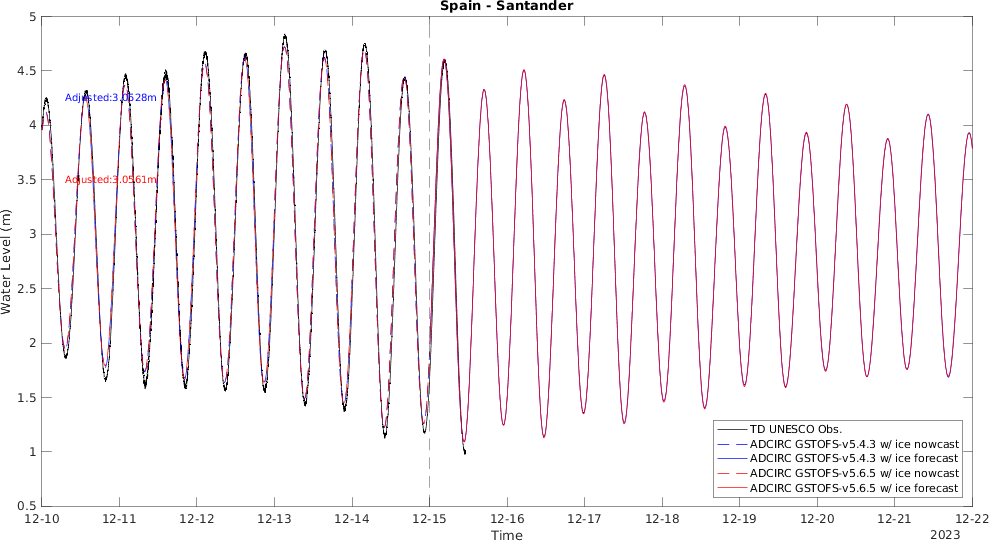 Spain - Santander
Water Level (m)
5
4.5
4
3.5
3
2.5
2
1.5
1
0.5
Adjusted:3.0628m
Adjusted:3.0561m
TD UNESCO Obs.
ADCIRC GSTOFS-v5.4.3 w/ ice nowcast
ADCIRC GSTOFS-v5.4.3 w/ ice forecast
ADCIRC GSTOFS-v5.6.5 w/ ice nowcast
ADCIRC GSTOFS-v5.6.5 w/ ice forecast
12-10 12-11 12-12 12-13 12-14 12-15 12-16 12-17 12-18 12-19 12-20 12-21 12-22
Time
2023